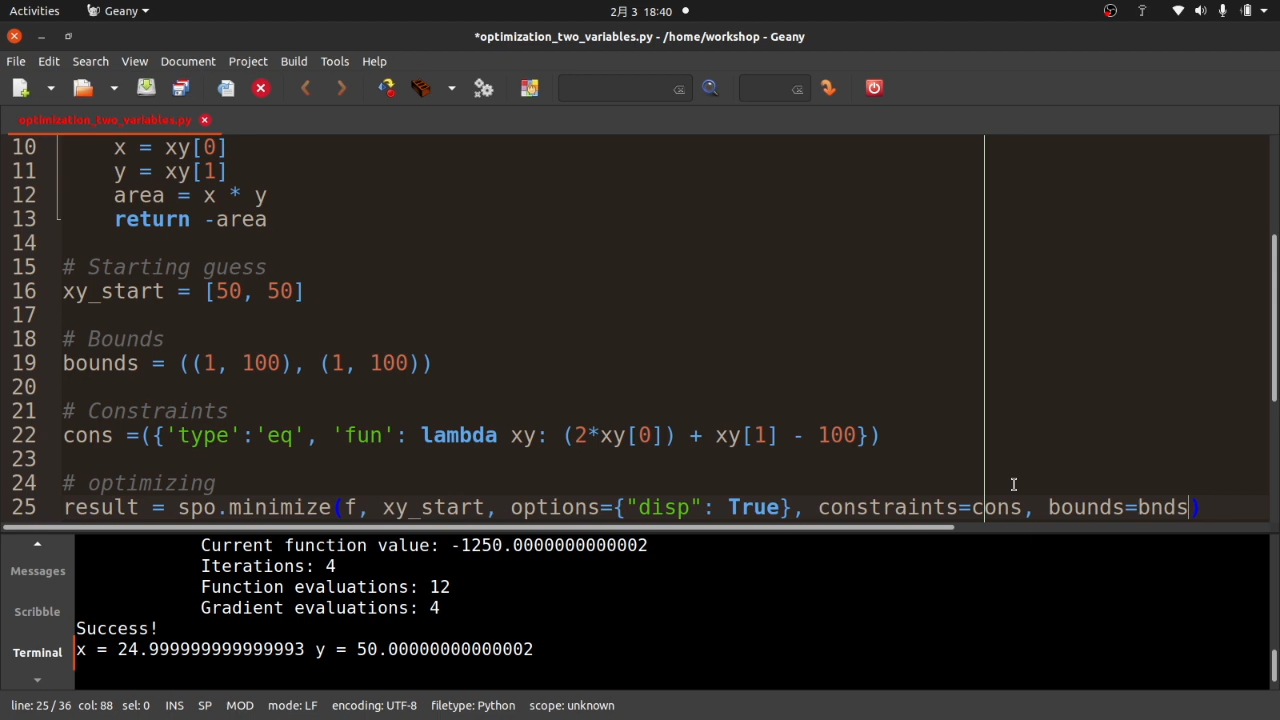 Activities Geany 2月 3 18:40
*optimization_two_variables.py - /home/workshop - Geany
File Edit Search View Document Project Build Tools Help
optimization_two_variables.py
10 x = xy[0]
11 y = xy[1]
12 area = x * y
13 return -area
14
15 # Starting guess
16 xy_start = [50, 50]
17
18 # Bounds
19 bounds = ((1, 100), (1, 100))
20
21 # Constraints
22 cons =({'type':'eq', 'fun': lambda xy: (2*xy[0]) + xy[1] - 100})
23
24 # optimizing
25 result = spo.minimize(f, xy_start, options={"disp": True}, constraints=cons, bounds=bnds)
Messages
Scribble
Terminal
Current function value: -1250.0000000000002
Iterations: 4
Function evaluations: 12
Gradient evaluations: 4
Success!
x = 24.999999999999993 y = 50.00000000000002
line: 25 / 36 col: 88 sel: 0 INS SP MOD mode: LF encoding: UTF-8 filetype: Python scope: unknown